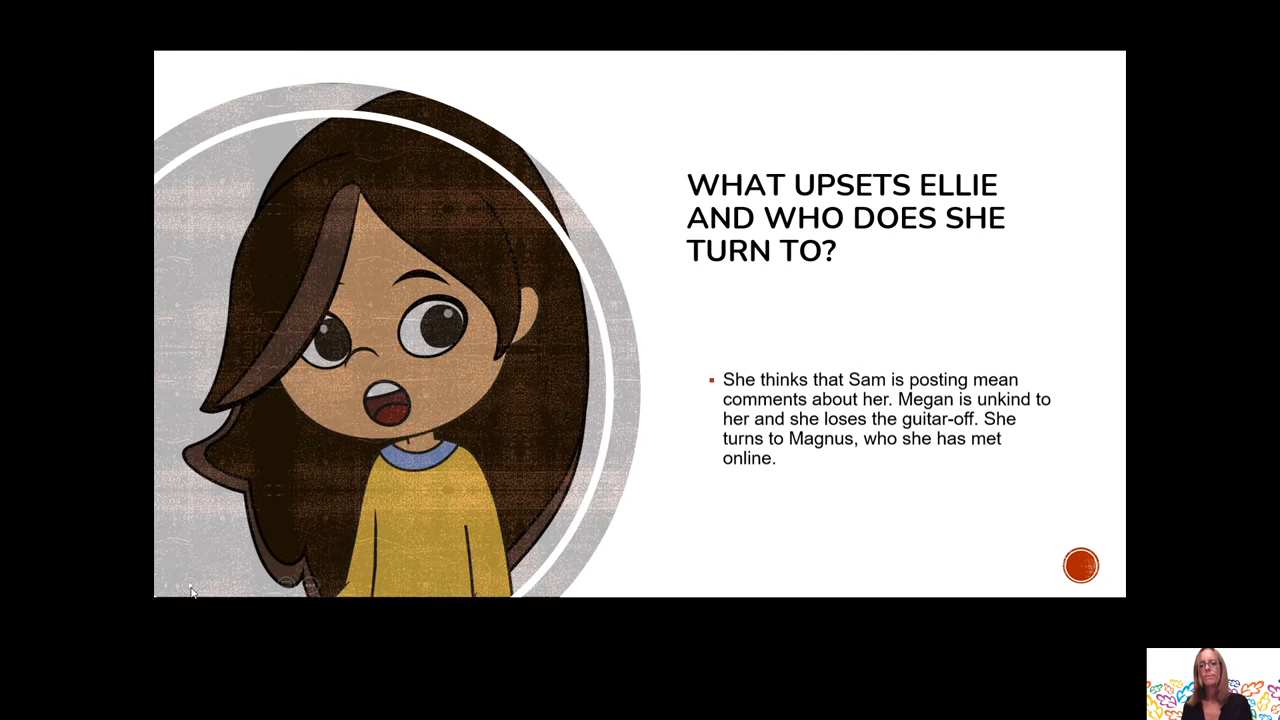 WHAT UPSETS ELLIE
AND WHO DOES SHE
TURN TO?
She thinks that Sam is posting mean
comments about her. Megan is unkind to
her and she loses the guitar-off. She
turns to Magnus, who she has met
online.